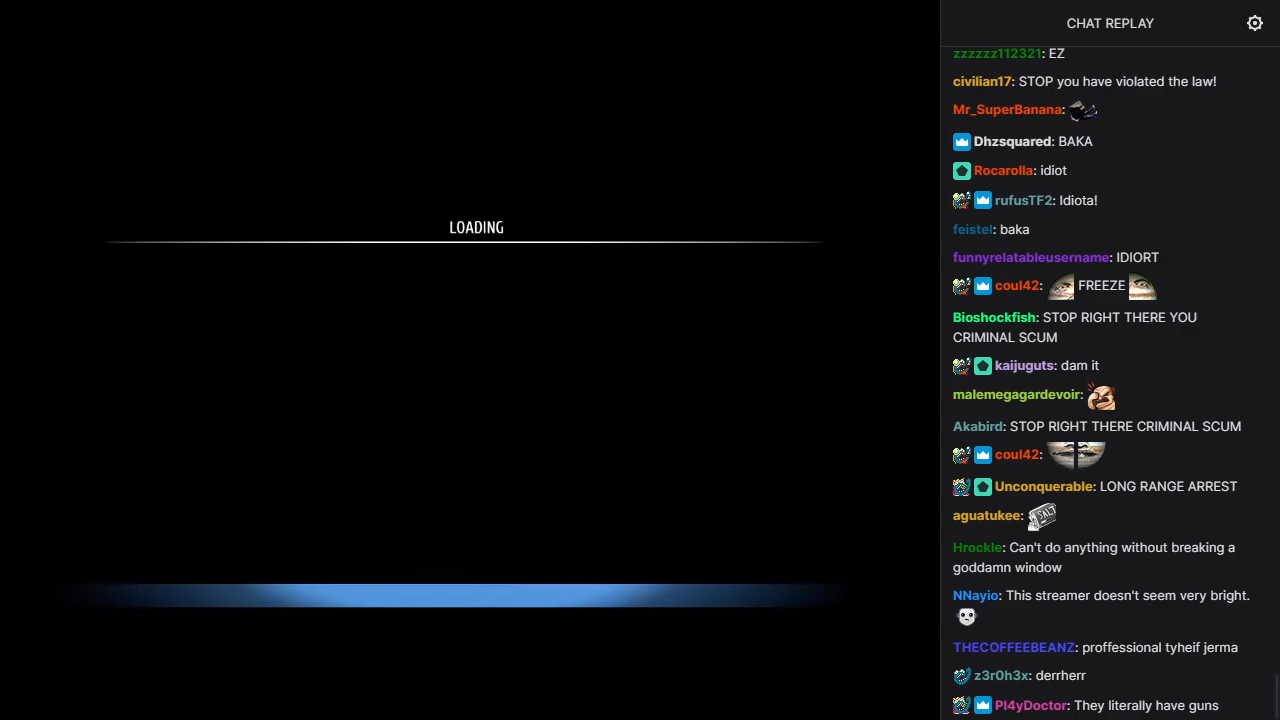 CHAT REPLAY
zzzzzz112321: EZ
civilian17: STOP you have violated the law!
Mr_SuperBanana:
Dhzsquared: BAKA
Rocarolla: idiot
LOADING
rufusTF2: Idiota!
feistel: baka
funnyrelatableusername: IDIORT
coul42: FREEZE
Bioshockfish: STOP RIGHT THERE YOU
CRIMINAL SCUM
kaijuguts: dam it
malemegagardevoir:
Akabird: STOP RIGHT THERE CRIMINAL SCUM
coul42:
Unconquerable: LONG RANGE ARREST
aguatukee: SALT
Hrockle: Can't do anything without breaking a
goddamn window
NNayio: This streamer doesn't seem very bright.
THECOFFEEBEANZ: proffessional tyheif jerma
z3r0h3x: derrherr
Pl4yDoctor: They literally have guns